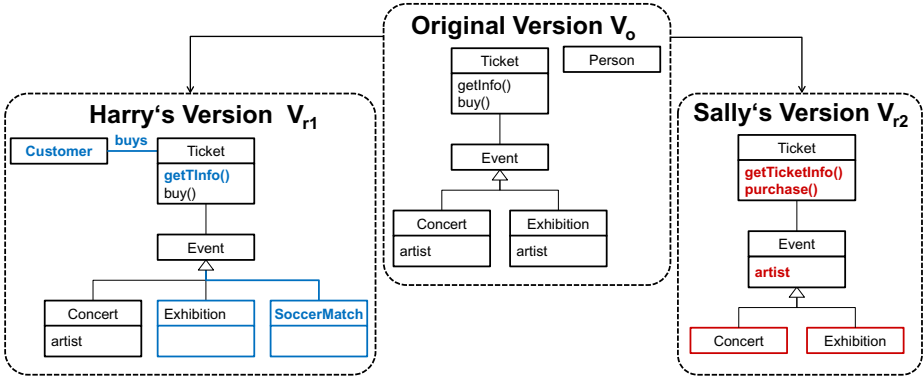 Original Version Vo
Ticket
getInfo()
buy()
Person
Event
Concert
artist
Exhibition
artist
Harry‘s Version Vr1
Customer
buys
Ticket
getTInfo()
buy()
Event
Concert
artist
Exhibition
SoccerMatch
Sally‘s Version Vr2
Ticket
getTicketInfo()
purchase()
Event
artist
Concert
Exhibition